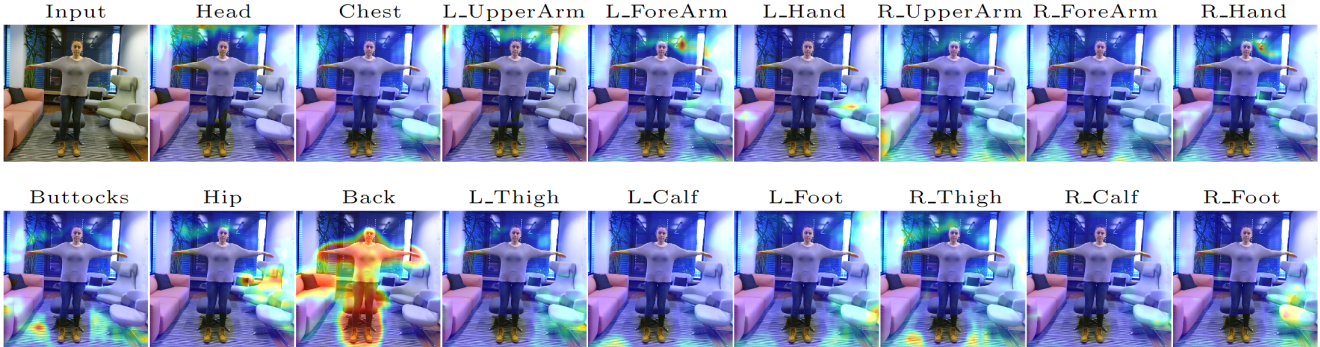 Input Head Chest L_UpperArm L_ForeArm L_Hand R_UpperArm R_ForeArm R_Hand
Buttocks Hip Back L_Thigh L_Calf L_Foot R_Thigh R_Calf R_Foot